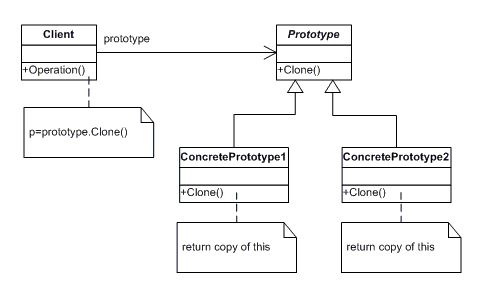 Client
prototype
Prototype
+Operation()
+Clone()
p=prototype.Clone()
ConcretePrototype1
ConcretePrototype2
+Clone()
+Clone()
return copy of this
return copy of this